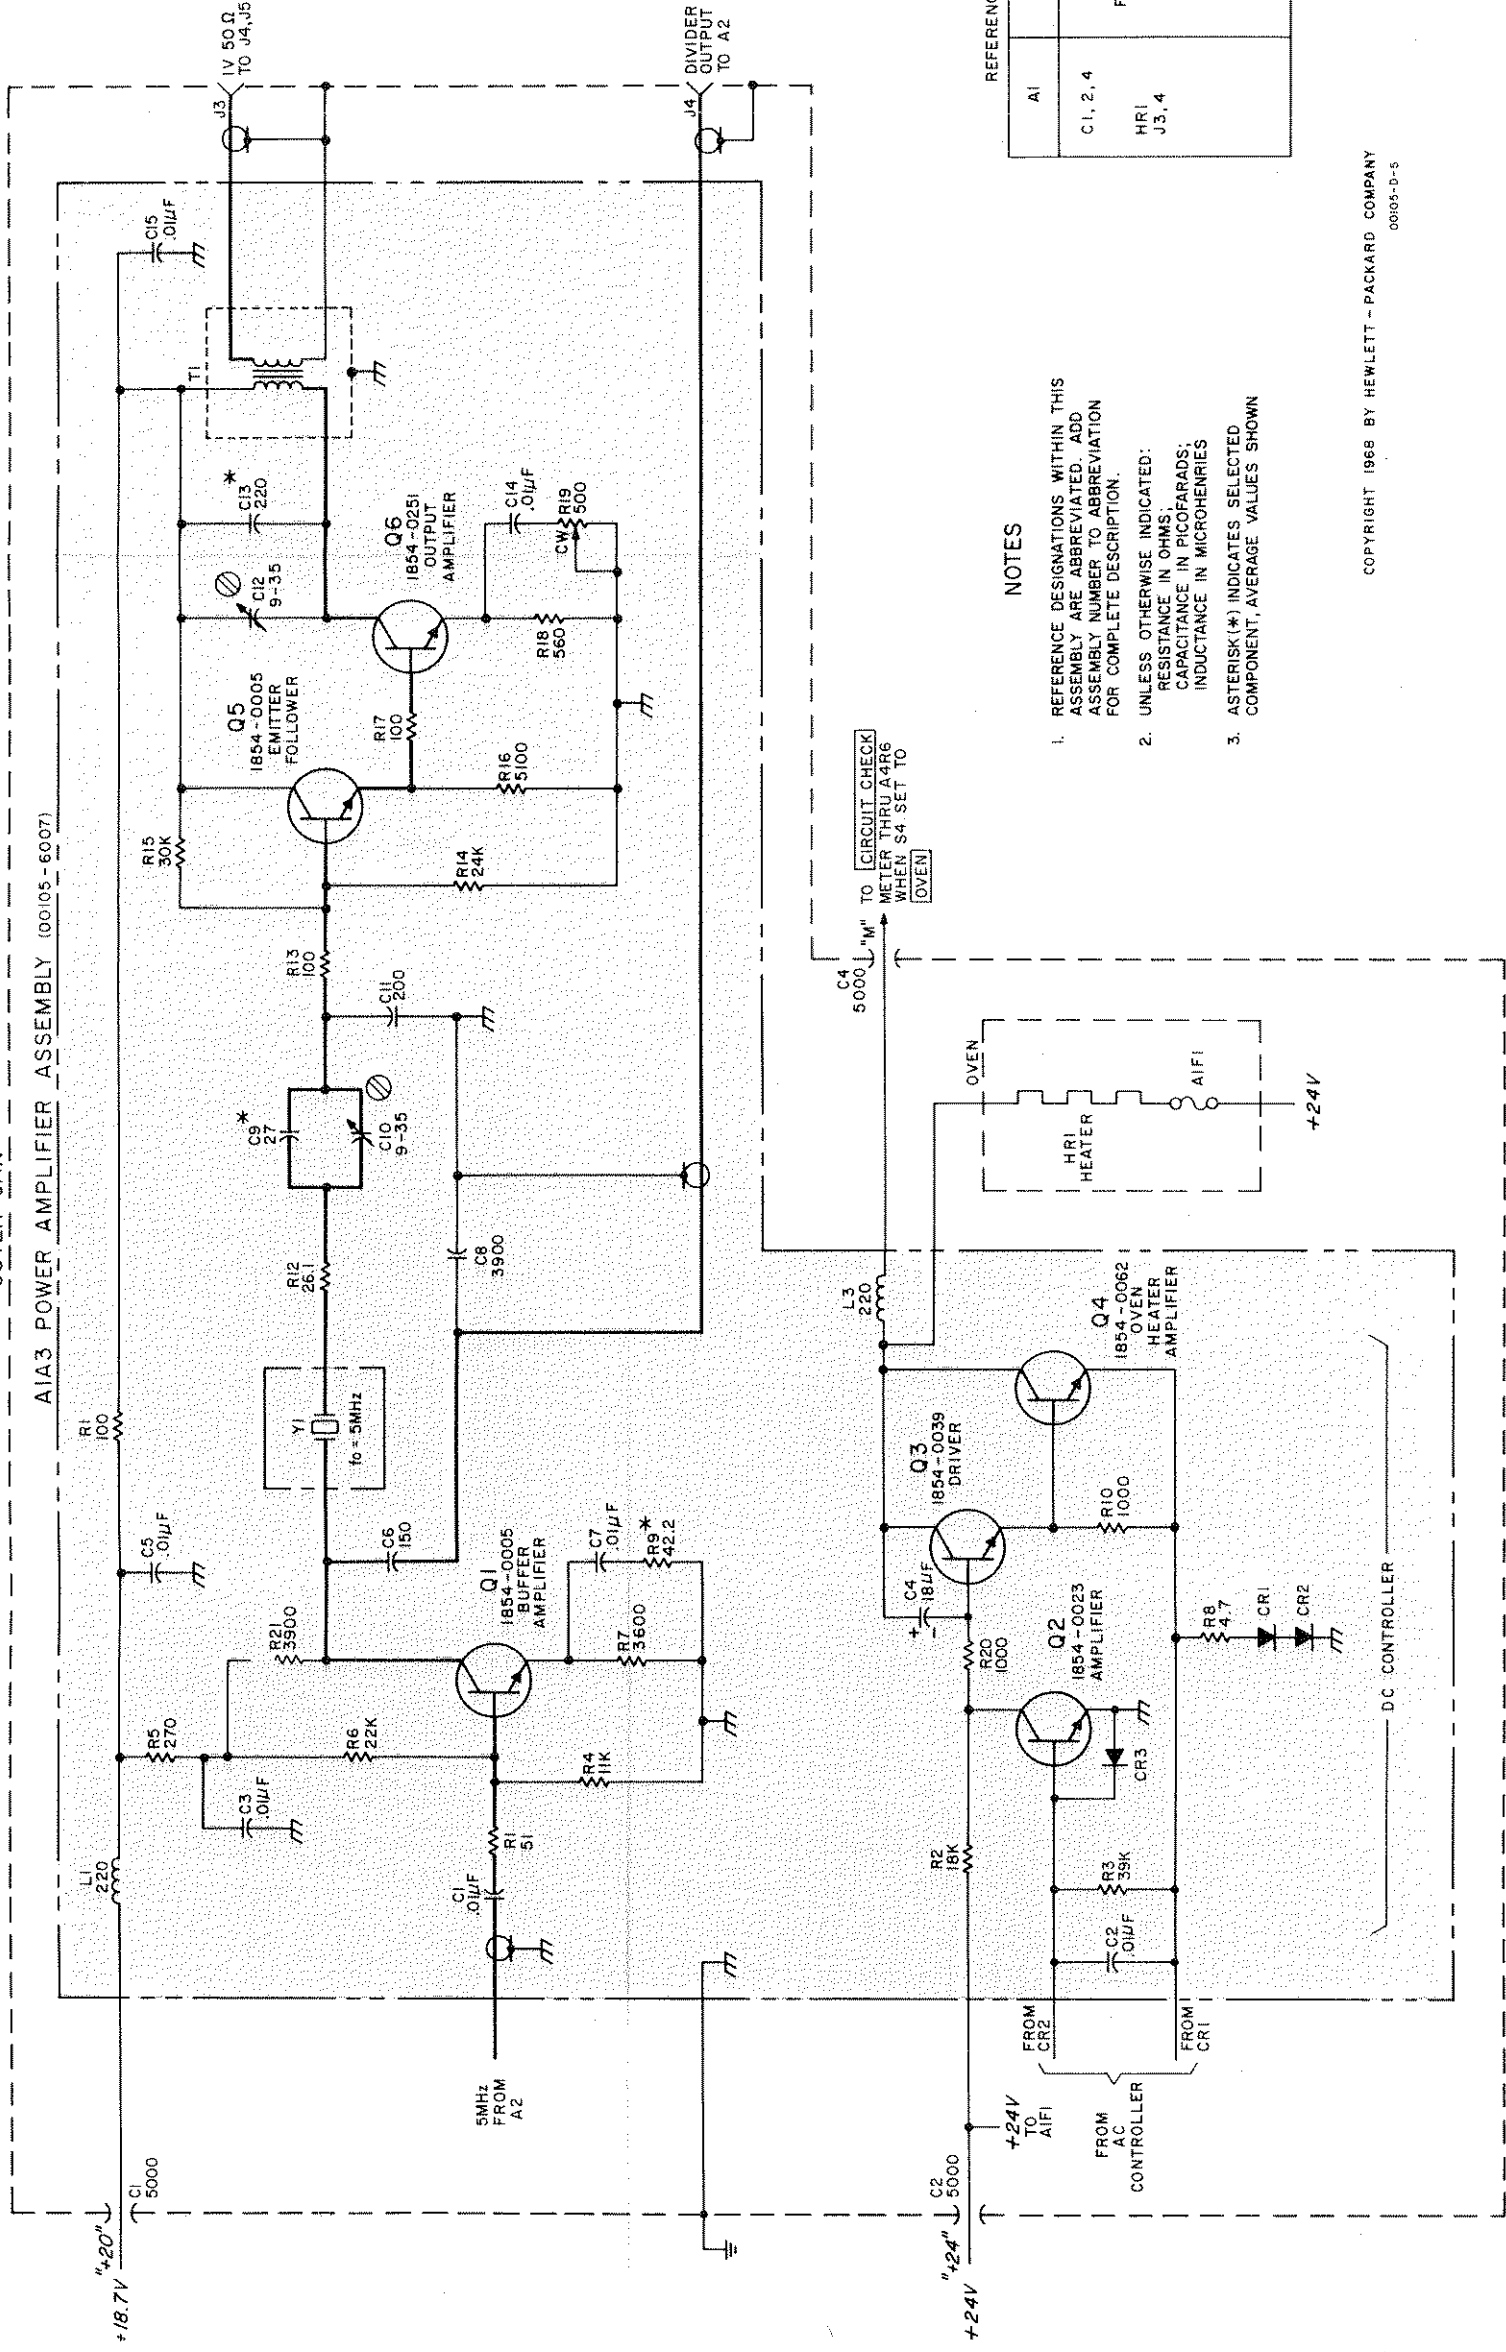 A1A3 POWER AMPLIFIER ASSEMBLY (00105-6007)
+18.7V
"+20"
C1
5000
L1
220
C5
.01µF
R1
100
C15
.01µF
R5
270
C3
.01µF
R21
3900
R6
22K
Y1
fo = 5MHz
R12
26.1
C9 *
27
C10
9-35
R13
100
R15
30K
Q5
1854-0005
EMITTER
FOLLOWER
C12
9-35
C13 *
220
T1
J3
1V 50Ω
TO J4, J5
C6
150
C8
3900
C11
200
R14
24K
R16
5100
R17
100
Q6
1854-0251
OUTPUT
AMPLIFIER
R18
560
C14
.01µF
CW
R19
500
J4
DIVIDER
OUTPUT
TO A2
5MHz
FROM
A2
C1
.01µF
R1
51
R4
11K
Q1
1854-0005
BUFFER
AMPLIFIER
R7
3600
C7
.01µF
R9 *
42.2
+24V
"+24"
C2
5000
+24V
TO
A1F1
FROM
AC
CONTROLLER
FROM
CR2
FROM
CR1
C2
.01µF
R3
39K
R2
18K
CR3
Q2
1854-0023
AMPLIFIER
R20
1000
C4
18µF
+
-
Q3
1854-0039
DRIVER
R10
1000
R8
4.7
CR1
CR2
Q4
1854-0062
OVEN
HEATER
AMPLIFIER
DC CONTROLLER
L3
220
OVEN
HR1
HEATER
A1F1
+24V
C4
5000
"M"
TO CIRCUIT CHECK
METER THRU A4R6
WHEN S4 SET TO
OVEN
NOTES
1. REFERENCE DESIGNATIONS WITHIN THIS
ASSEMBLY ARE ABBREVIATED. ADD
ASSEMBLY NUMBER TO ABBREVIATION
FOR COMPLETE DESCRIPTION.
2. UNLESS OTHERWISE INDICATED:
RESISTANCE IN OHMS;
CAPACITANCE IN PICOFARADS;
INDUCTANCE IN MICROHENRIES
3. ASTERISK(*) INDICATES SELECTED
COMPONENT, AVERAGE VALUES SHOWN
A1
C1, 2, 4
HR1
J3, 4
COPYRIGHT 1968 BY HEWLETT-PACKARD COMPANY
00105-D-5